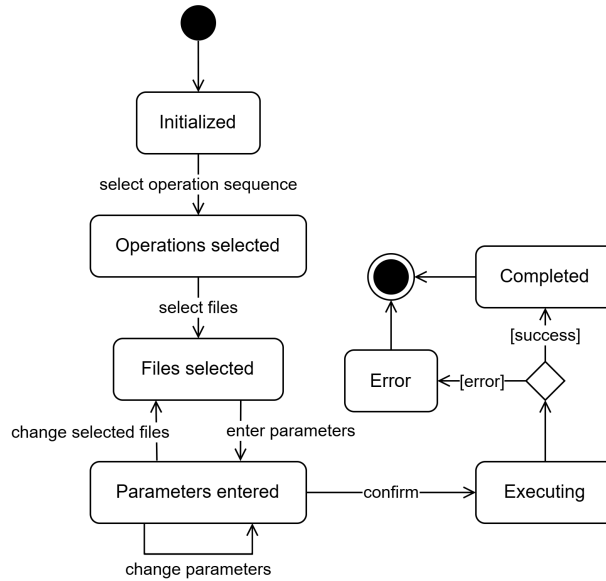 Initialized
select operation sequence
Operations selected
select files
Files selected
change selected files
enter parameters
Parameters entered
change parameters
confirm
Executing
[success]
[error]
Completed
Error